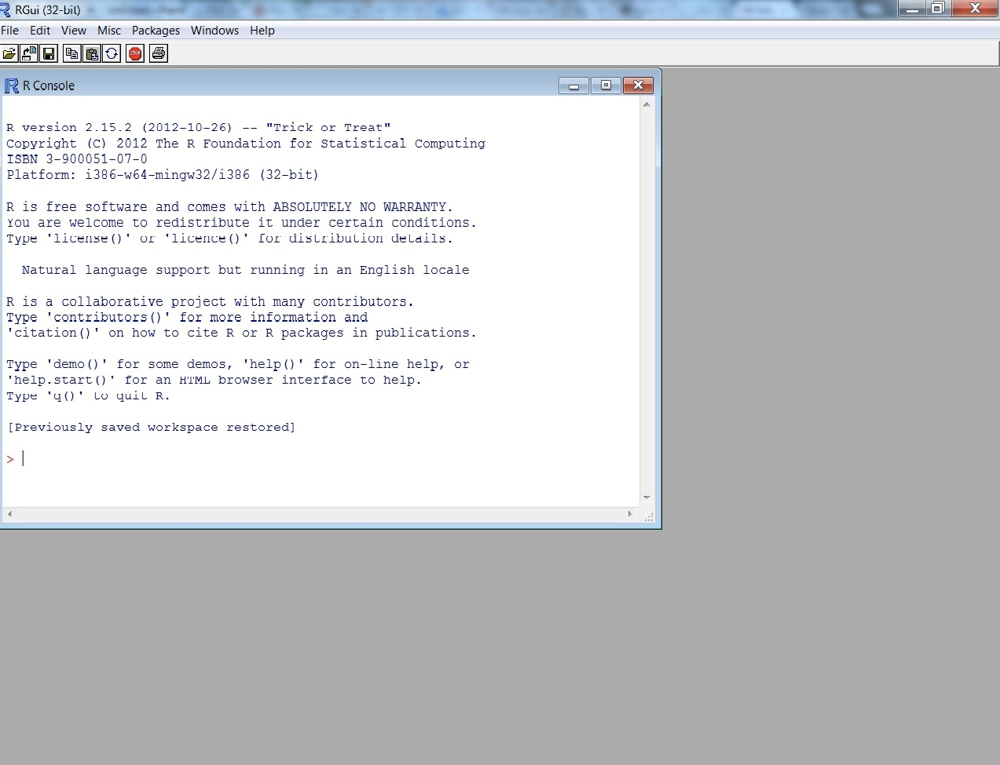 RGui (32-bit)
File Edit View Misc Packages Windows Help
STOP
R Console
R version 2.15.2 (2012-10-26) -- "Trick or Treat"
Copyright (C) 2012 The R Foundation for Statistical Computing
ISBN 3-900051-07-0
Platform: i386-w64-mingw32/i386 (32-bit)
R is free software and comes with ABSOLUTELY NO WARRANTY.
You are welcome to redistribute it under certain conditions.
Type 'license()' or 'licence()' for distribution details.
Natural language support but running in an English locale
R is a collaborative project with many contributors.
Type 'contributors()' for more information and
'citation()' on how to cite R or R packages in publications.
Type 'demo()' for some demos, 'help()' for on-line help, or
'help.start()' for an HTML browser interface to help.
Type 'q()' to quit R.
[Previously saved workspace restored]
>